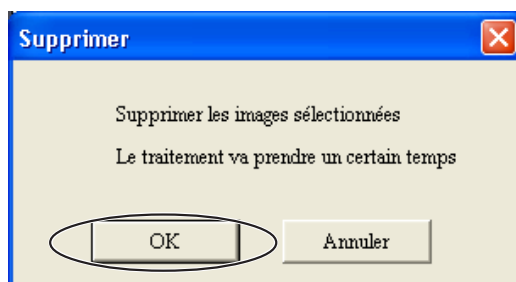 Supprimer
Supprimer les images sélectionnées
Le traitement va prendre un certain temps
OK
Annuler